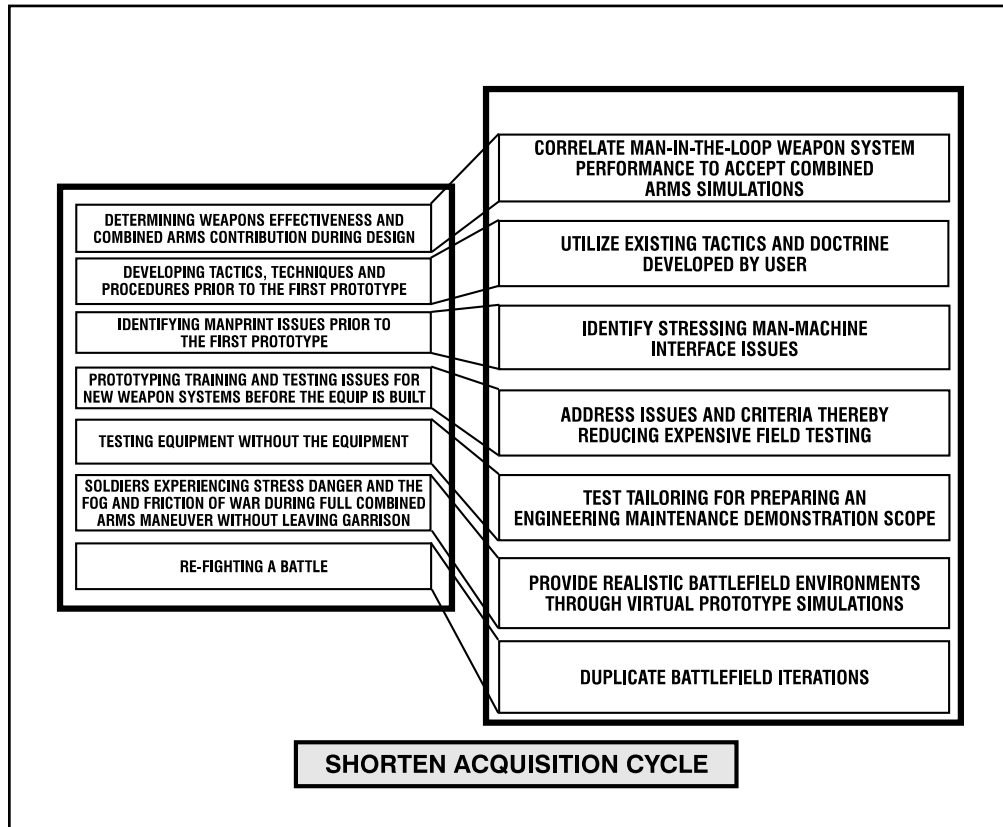 DETERMINING WEAPONS EFFECTIVENESS AND
COMBINED ARMS CONTRIBUTION DURING DESIGN
DEVELOPING TACTICS, TECHNIQUES AND
PROCEDURES PRIOR TO THE FIRST PROTOTYPE
IDENTIFYING MANPRINT ISSUES PRIOR TO
THE FIRST PROTOTYPE
PROTOTYPING TRAINING AND TESTING ISSUES FOR
NEW WEAPON SYSTEMS BEFORE THE EQUIP IS BUILT
TESTING EQUIPMENT WITHOUT THE EQUIPMENT
SOLDIERS EXPERIENCING STRESS DANGER AND THE
FOG AND FRICTION OF WAR DURING FULL COMBINED
ARMS MANEUVER WITHOUT LEAVING GARRISON
RE-FIGHTING A BATTLE
CORRELATE MAN-IN-THE-LOOP WEAPON SYSTEM
PERFORMANCE TO ACCEPT COMBINED
ARMS SIMULATIONS
UTILIZE EXISTING TACTICS AND DOCTRINE
DEVELOPED BY USER
IDENTIFY STRESSING MAN-MACHINE
INTERFACE ISSUES
ADDRESS ISSUES AND CRITERIA THEREBY
REDUCING EXPENSIVE FIELD TESTING
TEST TAILORING FOR PREPARING AN
ENGINEERING MAINTENANCE DEMONSTRATION SCOPE
PROVIDE REALISTIC BATTLEFIELD ENVIRONMENTS
THROUGH VIRTUAL PROTOTYPE SIMULATIONS
DUPLICATE BATTLEFIELD ITERATIONS
SHORTEN ACQUISITION CYCLE